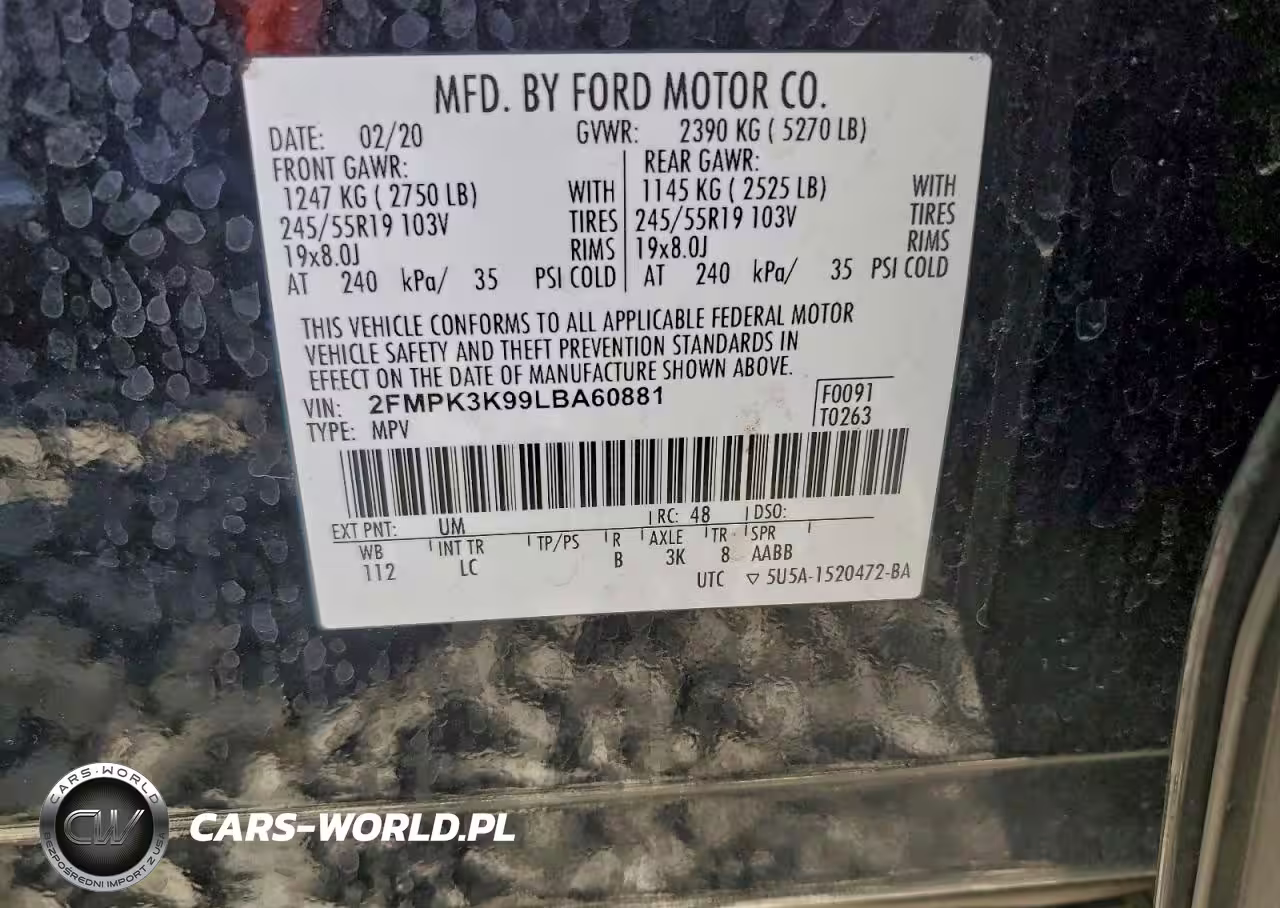 MFD. BY FORD MOTOR CO.
DATE: 02/20 GVWR: 2390 KG ( 5270 LB)
FRONT GAWR: REAR GAWR:
1247 KG ( 2750 LB) WITH 1145 KG ( 2525 LB) WITH
245/55R19 103V TIRES 245/55R19 103V TIRES
19x8.0J RIMS 19x8.0J RIMS
AT 240 kPa/ 35 PSI COLD AT 240 kPa/ 35 PSI COLD
THIS VEHICLE CONFORMS TO ALL APPLICABLE FEDERAL MOTOR
VEHICLE SAFETY AND THEFT PREVENTION STANDARDS IN
EFFECT ON THE DATE OF MANUFACTURE SHOWN ABOVE.
VIN: 2FMPK3K99LBA60881 F0091
TYPE: MPV T0263
EXT PNT: UM RC: 48 DSO:
WB INT TR TP/PS R AXLE TR SPR
112 LC B 3K 8 AABB
UTC ▽ 5U5A-1520472-BA
CARS-WORLD
CW
BEZPOŚREDNI IMPORT Z USA
CARS-WORLD.PL